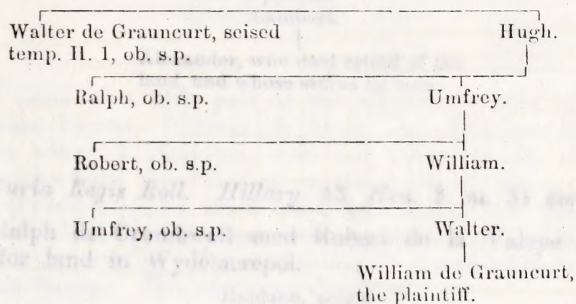 Walter de Grauncurt, seised Hugh.
temp. H. 1, ob. s.p.
Ralph, ob. s.p. Umfrey.
Robert, ob. s.p. William.
Umfrey, ob. s.p. Walter.
William de Grauncurt,
the plaintiff.